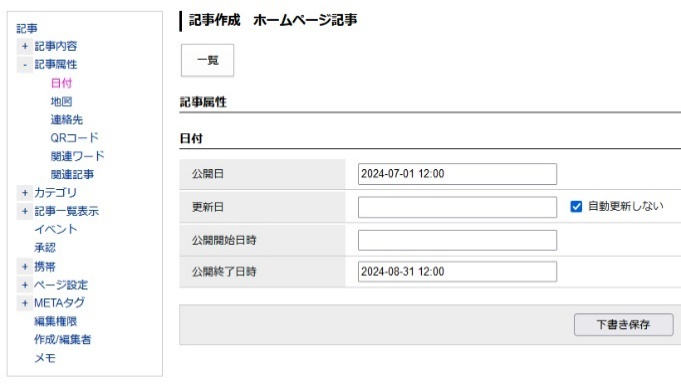 記事
+ 記事内容
- 記事属性
日付
地図
連絡先
QRコード
関連ワード
関連記事
+ カテゴリ
+ 記事一覧表示
イベント
承認
+ 携帯
+ ページ設定
+ METAタグ
編集権限
作成/編集者
メモ
記事作成 ホームページ記事
一覧
記事属性
日付
公開日 2024-07-01 12:00
更新日 自動更新しない
公開開始日時
公開終了日時 2024-08-31 12:00
下書き保存